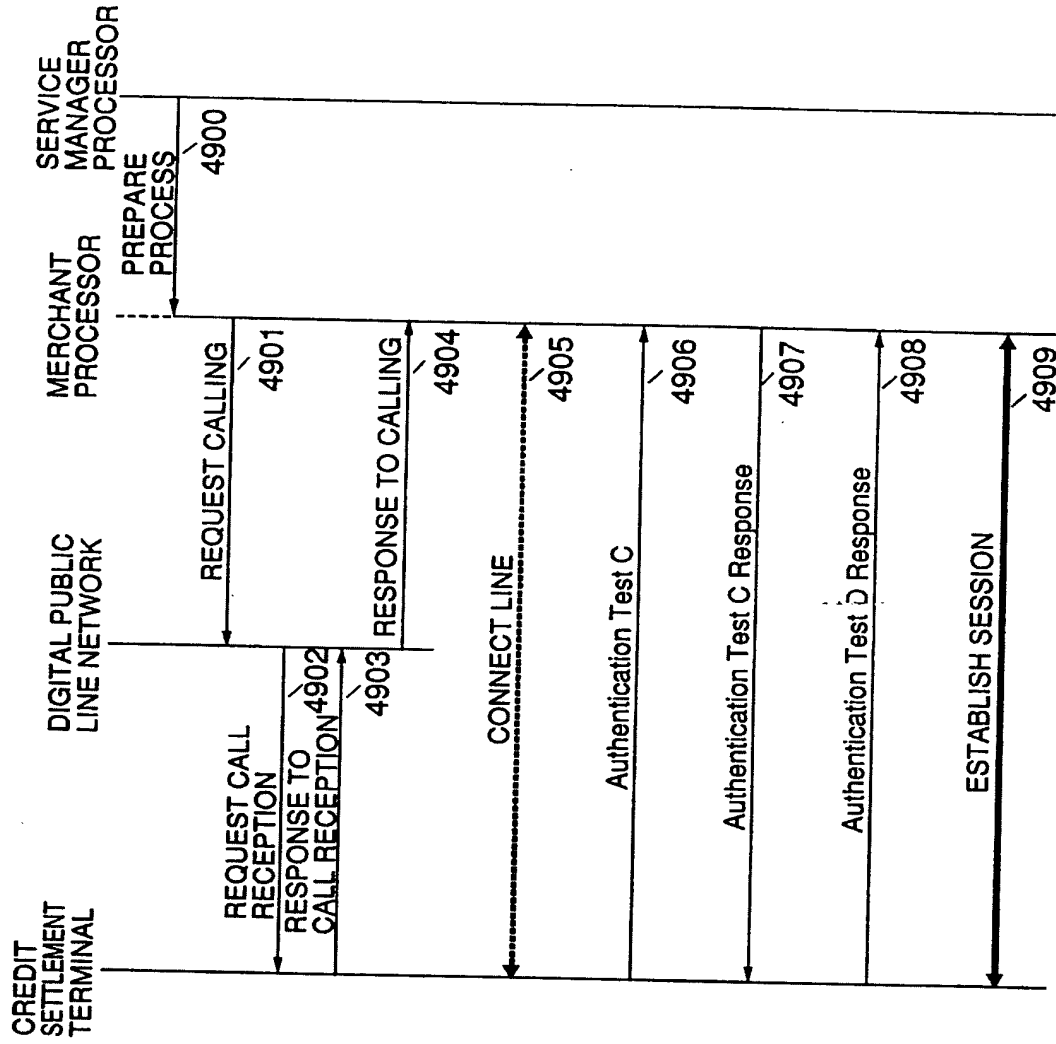 CREDIT
SETTLEMENT
TERMINAL
DIGITAL PUBLIC
LINE NETWORK
MERCHANT
PROCESSOR
SERVICE
MANAGER
PROCESSOR
PREPARE
PROCESS
4900
REQUEST CALLING
4901
REQUEST CALL
RECEPTION
4902
RESPONSE TO
CALL RECEPTION
4903
RESPONSE TO CALLING
4904
CONNECT LINE
4905
Authentication Test C
4906
Authentication Test C Response
4907
Authentication Test D Response
4908
ESTABLISH SESSION
4909